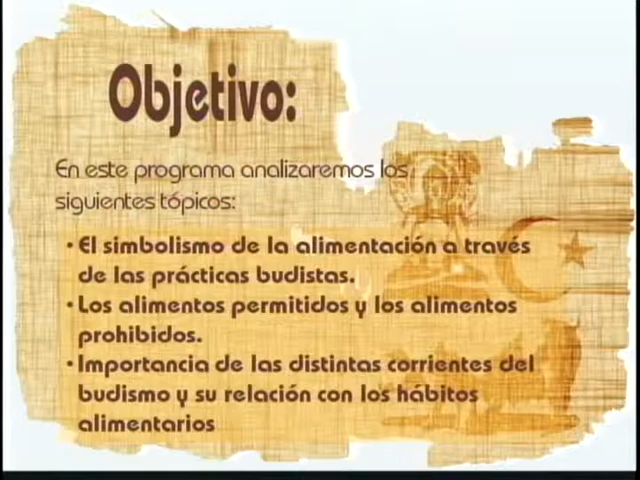 Objetivo:
En este programa analizaremos los
siguientes tópicos:
• El simbolismo de la alimentación a través
de las prácticas budistas.
• Los alimentos permitidos y los alimentos
prohibidos.
• Importancia de las distintas corrientes del
budismo y su relación con los hábitos
alimentarios